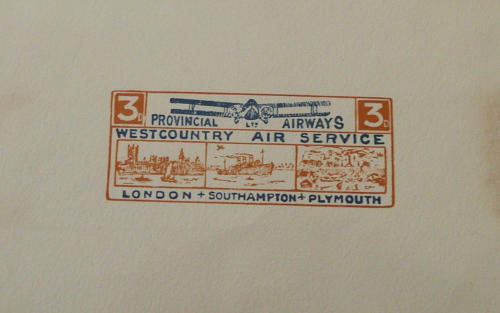 3D 3D
PROVINCIAL LTD AIRWAYS
WESTCOUNTRY AIR SERVICE
LONDON + SOUTHAMPTON + PLYMOUTH